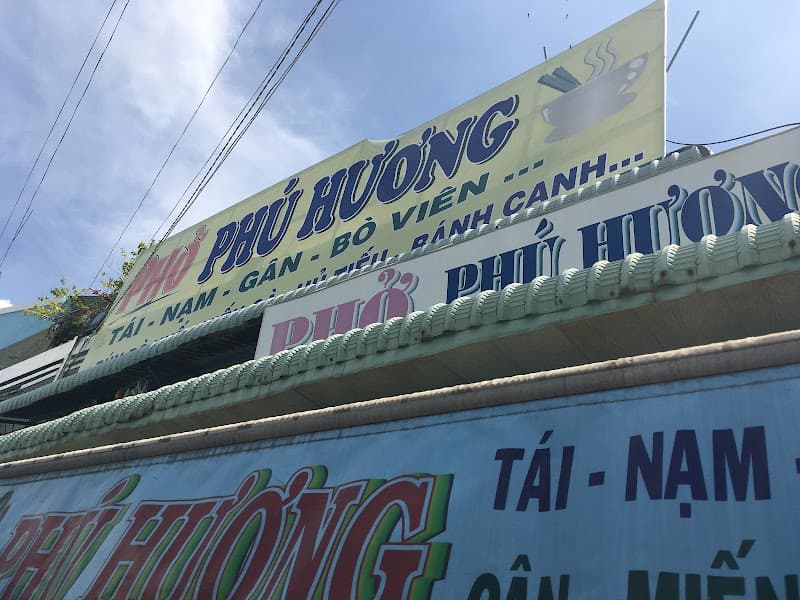 PHỞ PHÚ HƯƠNG
TÁI - NẠM - GÂN - BÒ VIÊN ...
HỦ TIẾU - BÁNH CANH...
PHỞ PHÚ HƯƠNG
PHÚ HƯƠNG
TÁI - NẠM -
GÂN - MIẾN